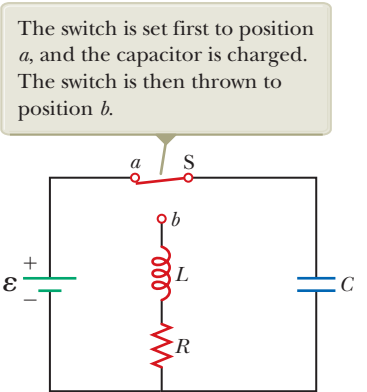 The switch is set first to position
a, and the capacitor is charged.
The switch is then thrown to
position b.
a S
b
+
ε L C
−
R